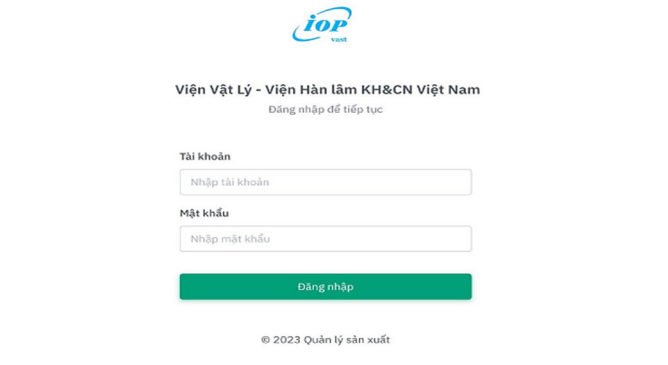 iOP
vast
Viện Vật Lý - Viện Hàn lâm KH&CN Việt Nam
Đăng nhập để tiếp tục
Tài khoản
Nhập tài khoản
Mật khẩu
Nhập mật khẩu
Đăng nhập
© 2023 Quản lý sản xuất